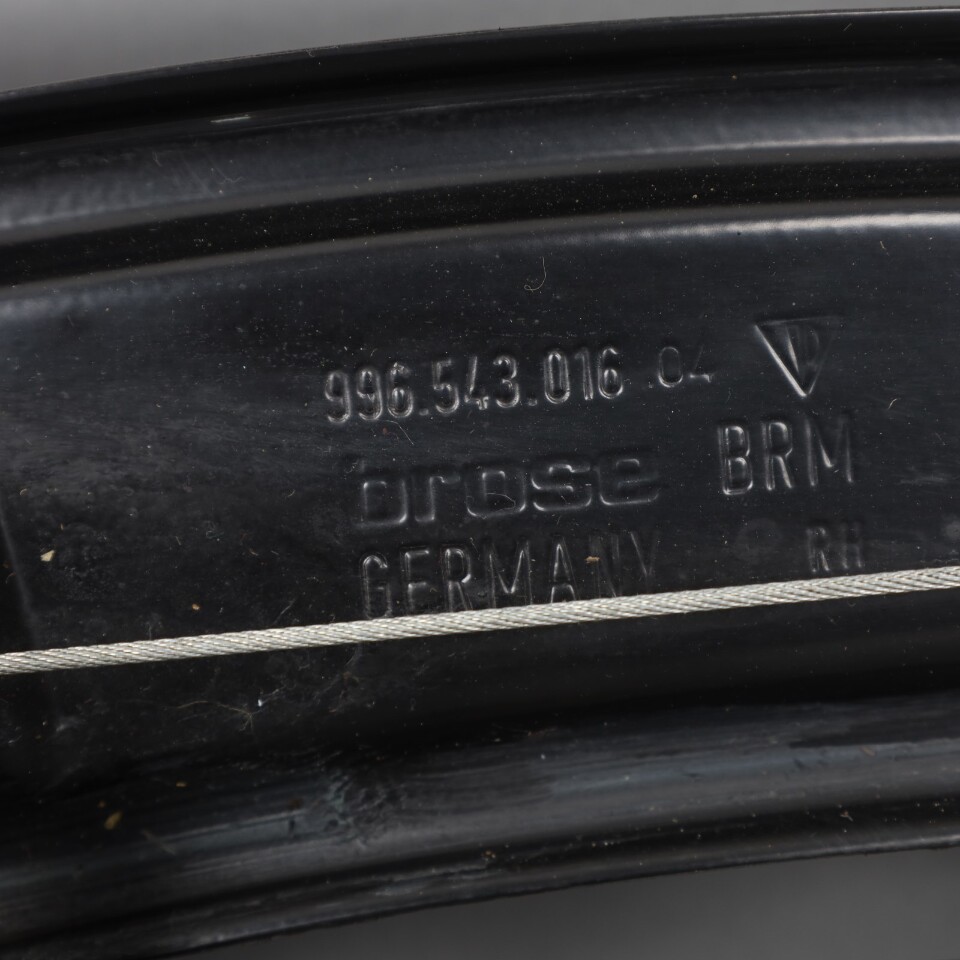 996.543.016.04
BRM
brose
GERMANY
RH